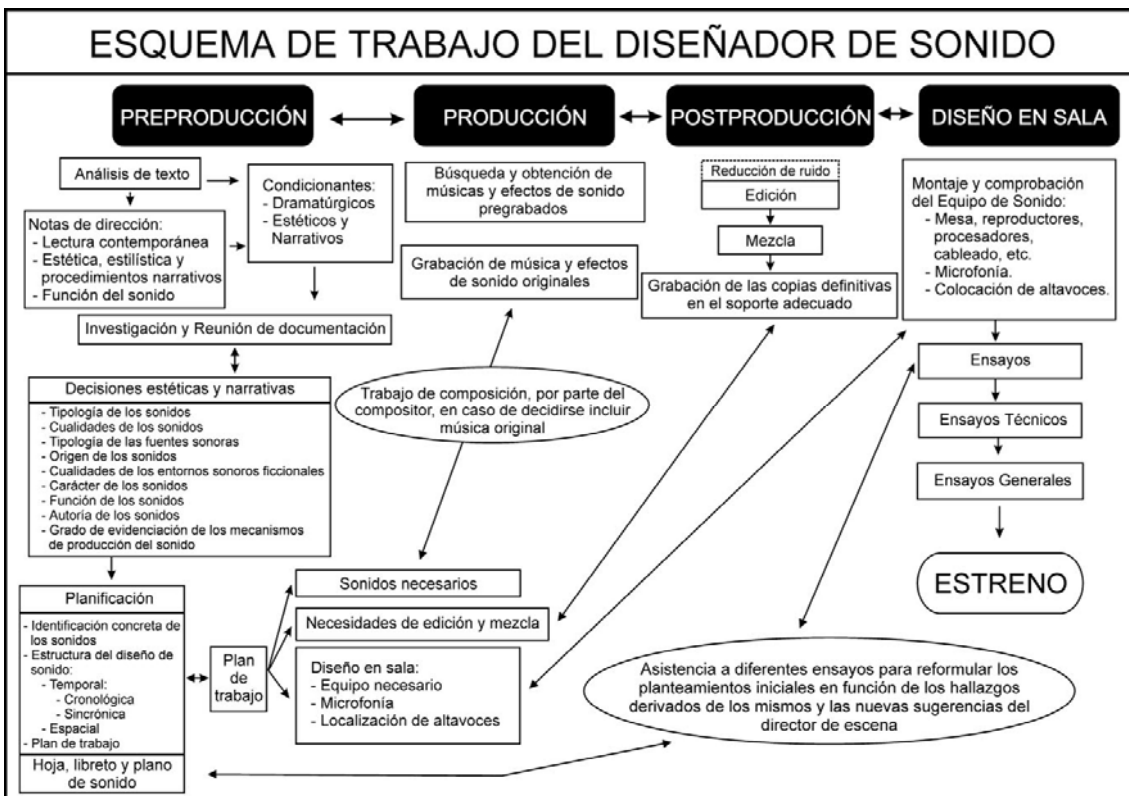 ESQUEMA DE TRABAJO DEL DISEÑADOR DE SONIDO
PREPRODUCCIÓN
PRODUCCIÓN
POSTPRODUCCIÓN
DISEÑO EN SALA
Análisis de texto
Notas de dirección:
- Lectura contemporánea
- Estética, estilística y
procedimientos narrativos
- Función del sonido
Condicionantes:
- Dramatúrgicos
- Estéticos y
Narrativos
Investigación y Reunión de documentación
Decisiones estéticas y narrativas
- Tipología de los sonidos
- Cualidades de los sonidos
- Tipología de las fuentes sonoras
- Origen de los sonidos
- Cualidades de los entornos sonoros ficcionales
- Carácter de los sonidos
- Función de los sonidos
- Autoría de los sonidos
- Grado de evidenciación de los mecanismos
de producción del sonido
Planificación
- Identificación concreta de
los sonidos
- Estructura del diseño de
sonido:
- Temporal:
- Cronológica
- Sincrónica
- Espacial
- Plan de trabajo
Hoja, libreto y plano
de sonido
Plan
de
trabajo
Sonidos necesarios
Necesidades de edición y mezcla
Diseño en sala:
- Equipo necesario
- Microfonía
- Localización de altavoces
Búsqueda y obtención de
músicas y efectos de sonido
pregrabados
Grabación de música y efectos
de sonido originales
Trabajo de composición, por parte del
compositor, en caso de decidirse incluir
música original
Reducción de ruido
Edición
Mezcla
Grabación de las copias definitivas
en el soporte adecuado
Montaje y comprobación
del Equipo de Sonido:
- Mesa, reproductores,
procesadores,
cableado, etc.
- Microfonía.
- Colocación de altavoces.
Ensayos
Ensayos Técnicos
Ensayos Generales
ESTRENO
Asistencia a diferentes ensayos para reformular los
planteamientos iniciales en función de los hallazgos
derivados de los mismos y las nuevas sugerencias del
director de escena